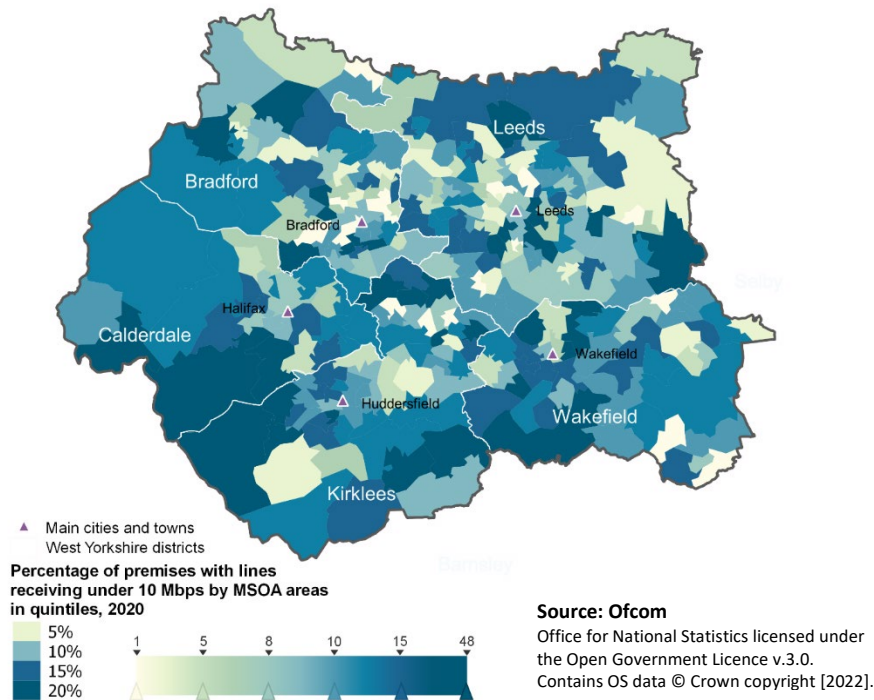 Leeds
Bradford
Bradford
Leeds
Selby
Halifax
Calderdale
Wakefield
Huddersfield
Wakefield
Kirklees
Main cities and towns
West Yorkshire districts
Barnsley
Percentage of premises with lines
receiving under 10 Mbps by MSOA areas
in quintiles, 2020
5%
10%
15%
20%
1 5 8 10 15 48
Source: Ofcom
Office for National Statistics licensed under
the Open Government Licence v.3.0.
Contains OS data © Crown copyright [2022].